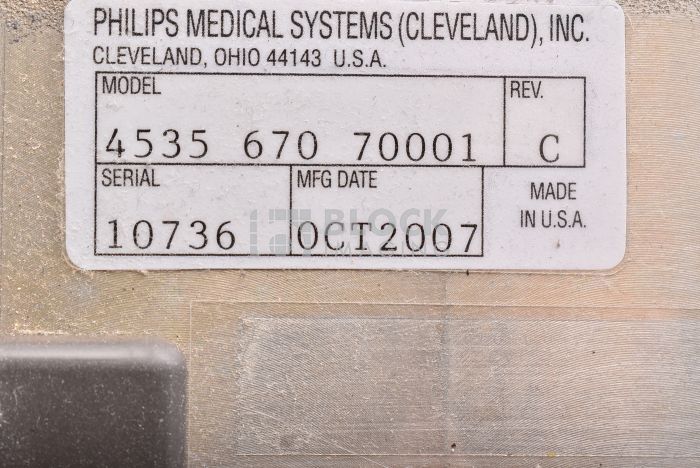 PHILIPS MEDICAL SYSTEMS (CLEVELAND), INC.
CLEVELAND, OHIO 44143 U.S.A.
MODEL
REV.
4535 670 70001
C
SERIAL
MFG DATE
MADE
IN U.S.A.
10736
OCT2007
BLOCK